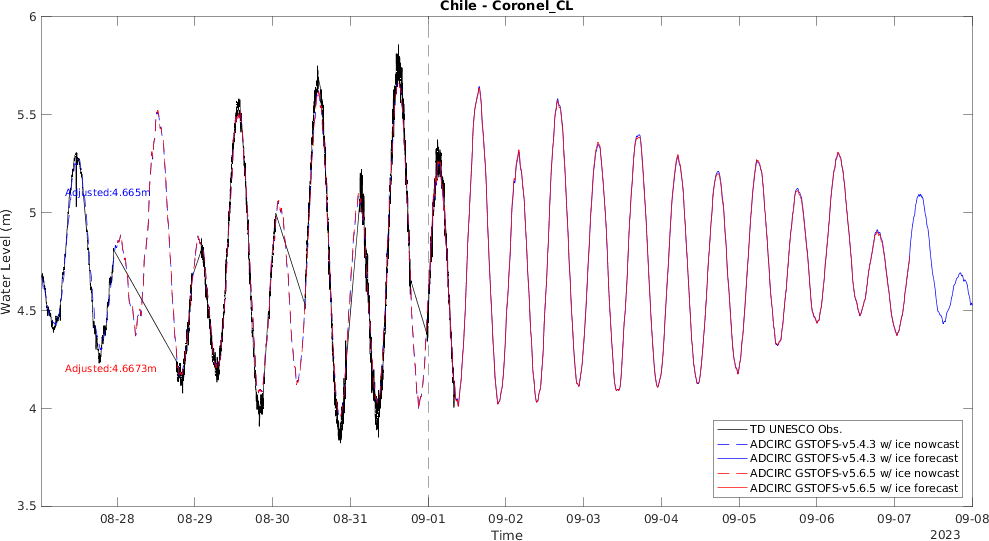 Chile - Coronel_CL
6
5.5
5
4.5
4
3.5
Water Level (m)
Adjusted:4.665m
Adjusted:4.6673m
TD UNESCO Obs.
ADCIRC GSTOFS-v5.4.3 w/ ice nowcast
ADCIRC GSTOFS-v5.4.3 w/ ice forecast
ADCIRC GSTOFS-v5.6.5 w/ ice nowcast
ADCIRC GSTOFS-v5.6.5 w/ ice forecast
08-28 08-29 08-30 08-31 09-01 09-02 09-03 09-04 09-05 09-06 09-07 09-08
Time
2023